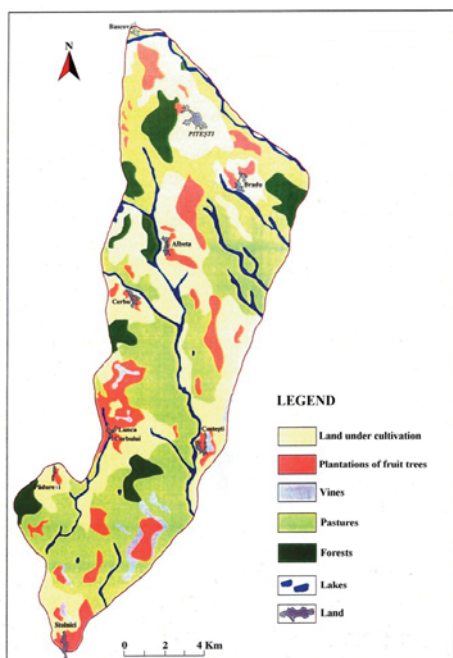 Bascov
N
PITEȘTI
Bradu
Albota
Cerbu
LEGEND
Land under cultivation
Lunca
Corbului
Costești
Plantations of fruit trees
Vines
Pastures
Forests
Lakes
Stolnici
Land
0 2 4 Km